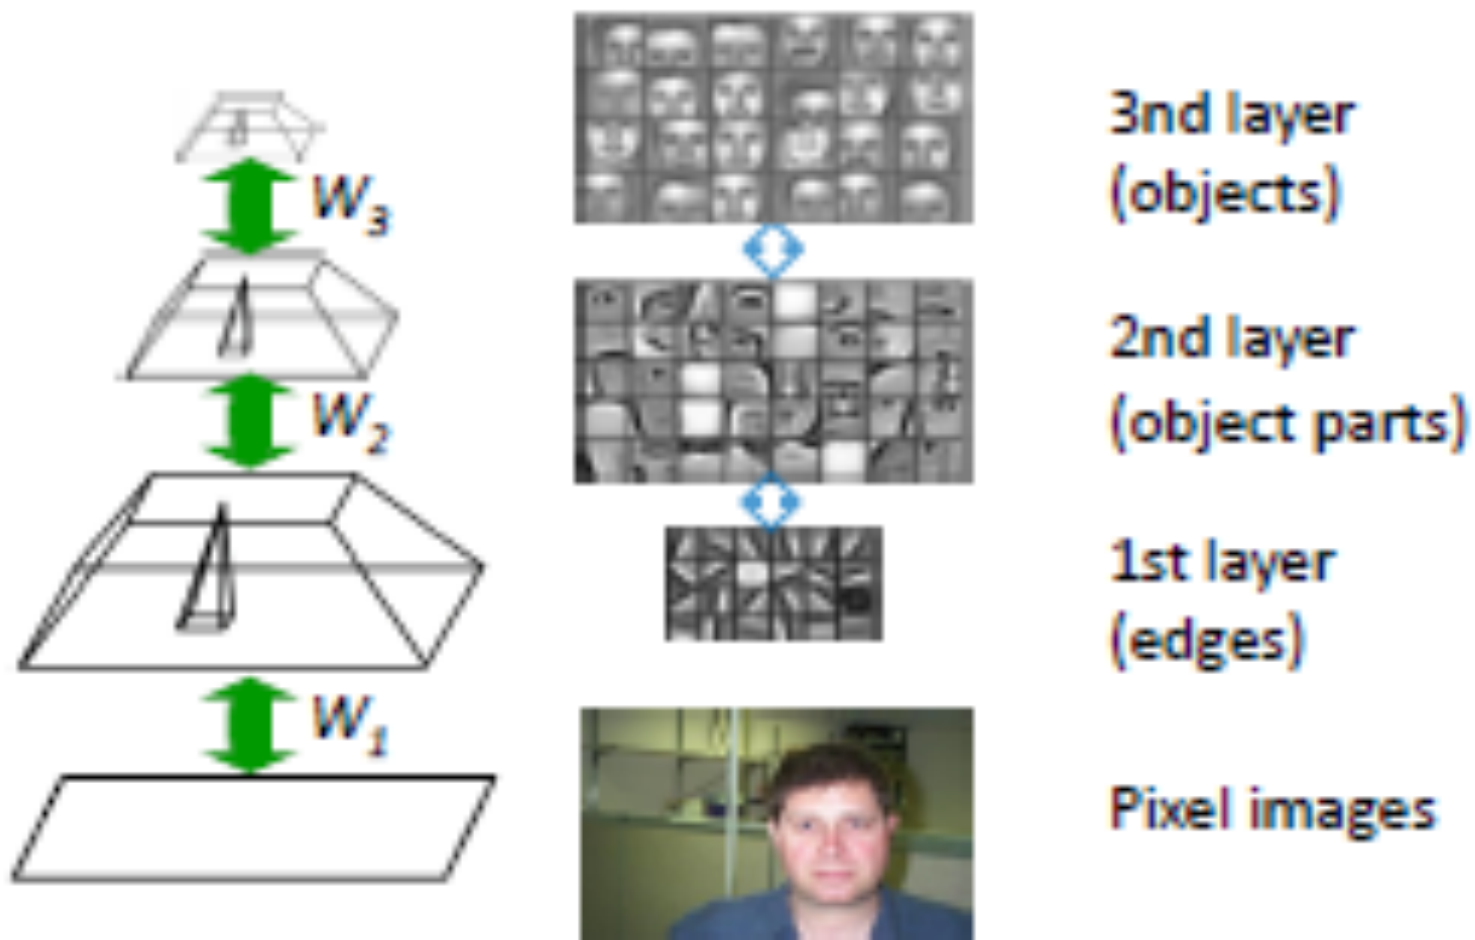 3nd layer
(objects)
W3
2nd layer
(object parts)
W2
1st layer
(edges)
W1
Pixel images